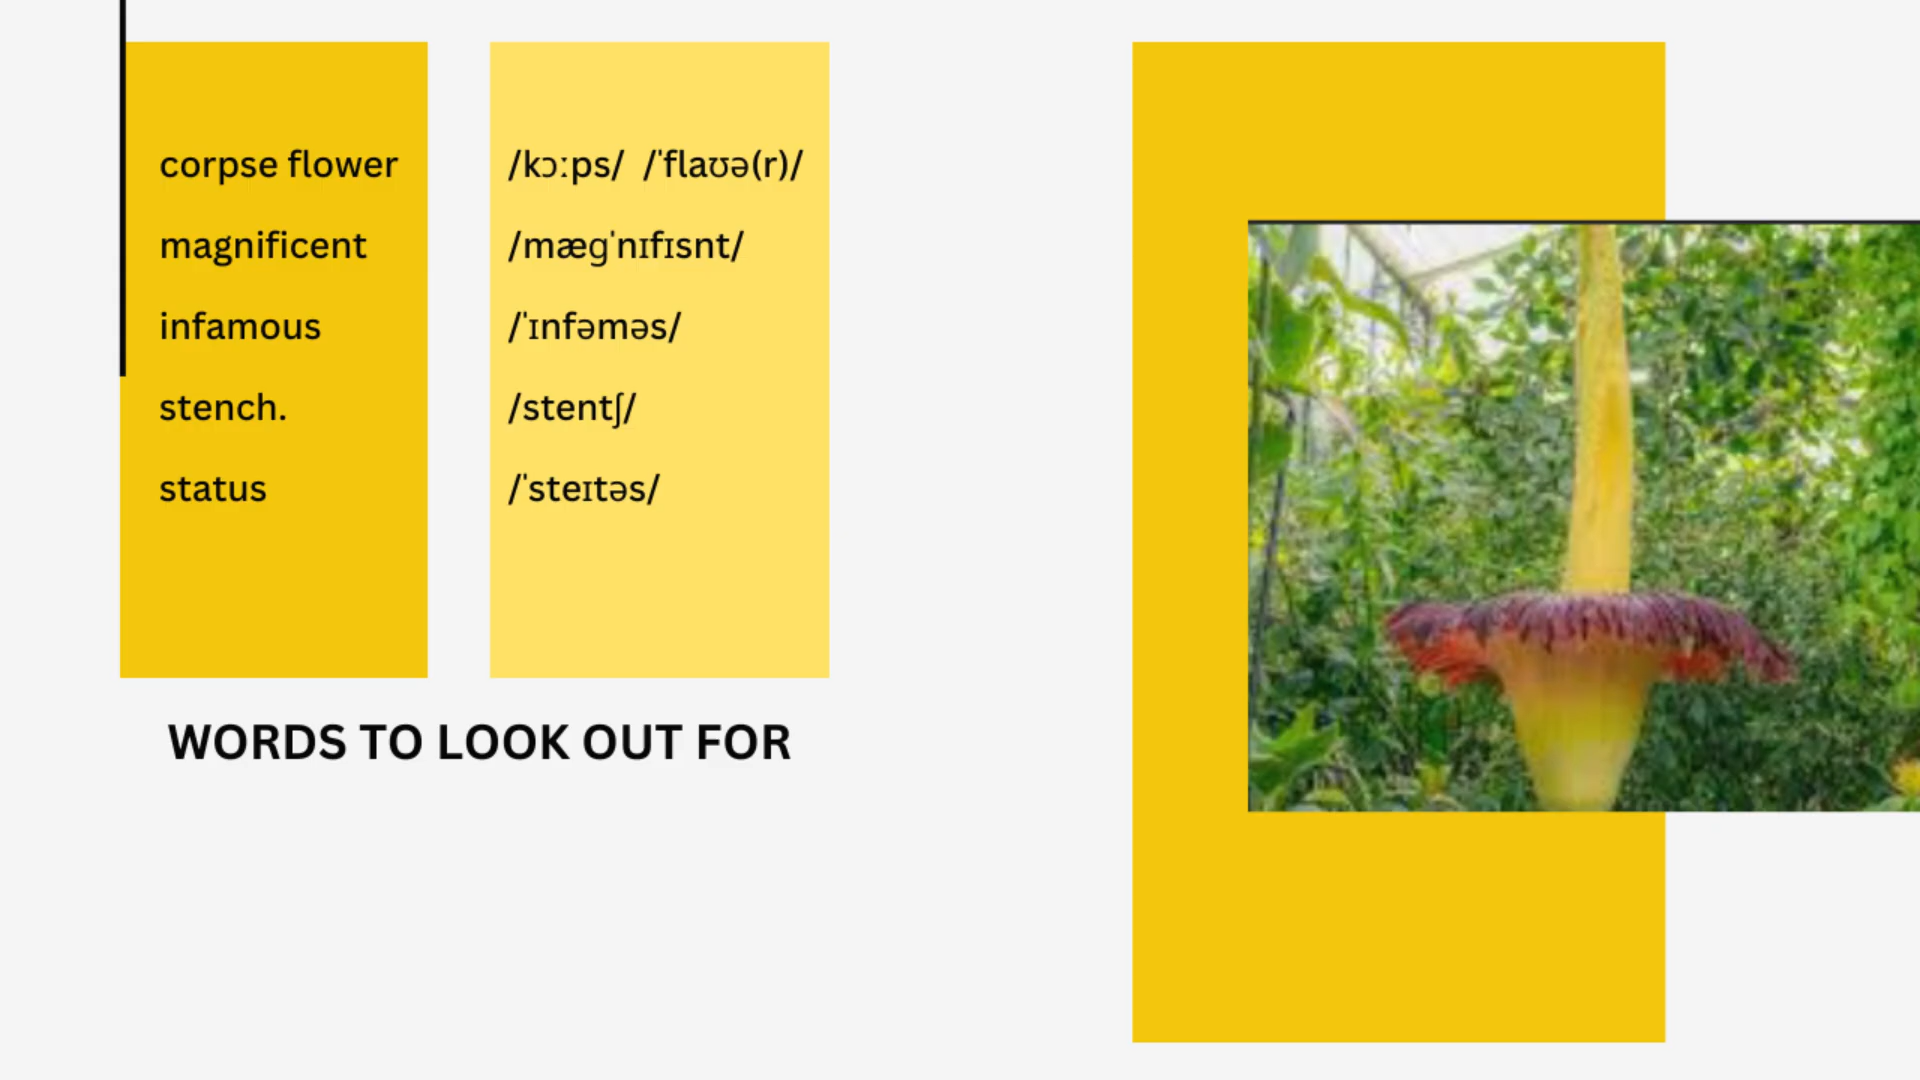 corpse flower
magnificent
infamous
stench.
status
/kɔːps/ /ˈflaʊə(r)/
/mæɡˈnɪfɪsnt/
/ˈɪnfəməs/
/stentʃ/
/ˈsteɪtəs/
WORDS TO LOOK OUT FOR